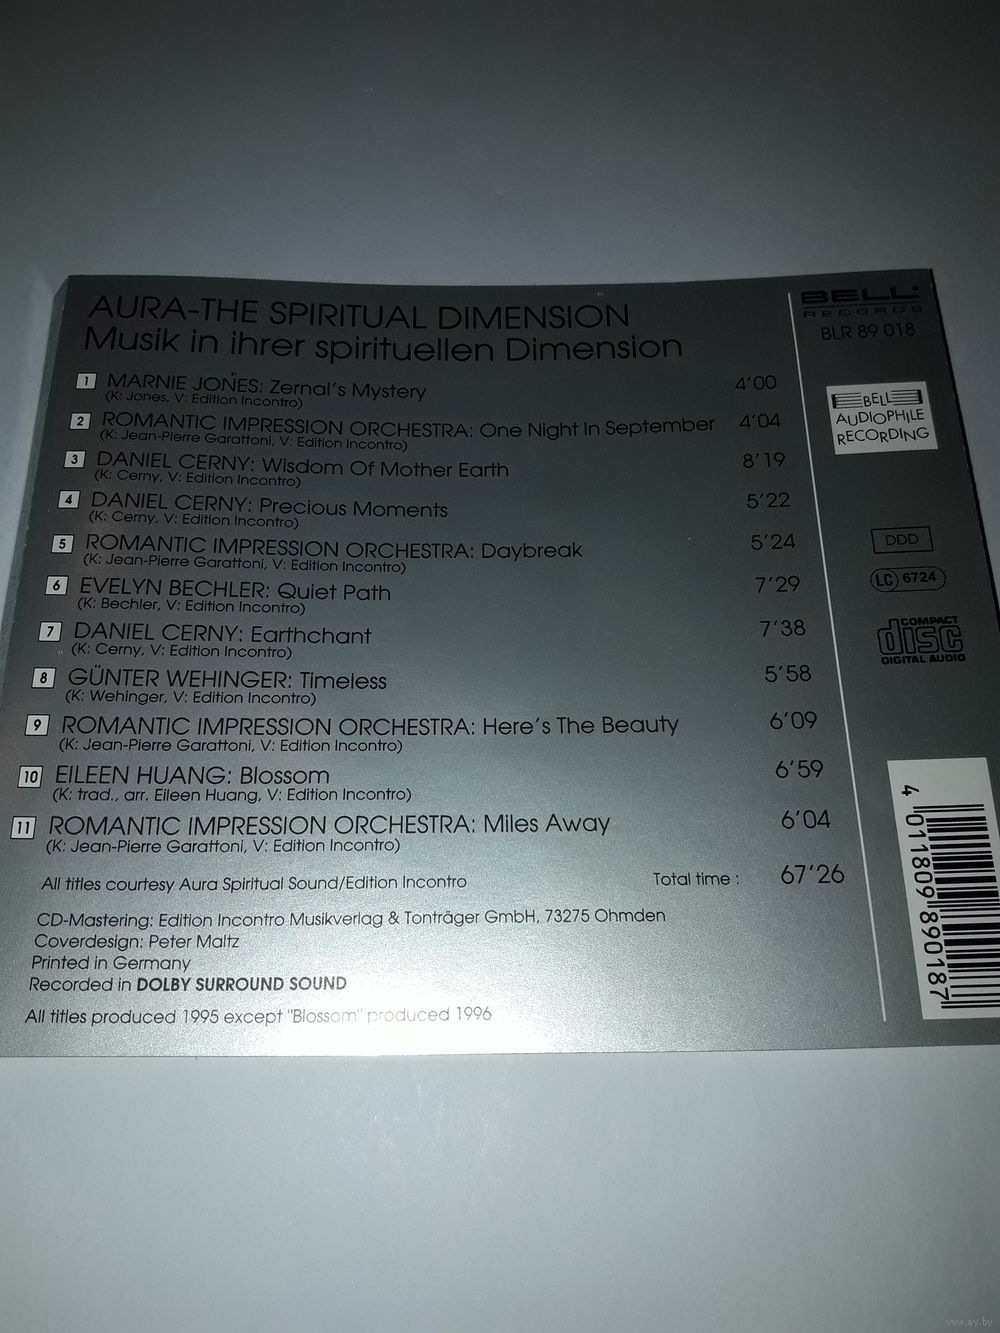 AURA-THE SPIRITUAL DIMENSION
Musik in ihrer spirituellen Dimension
1 MARNIE JONES: Zernal's Mystery 4'00
(K: Jones, V: Edition Incontro)
2 ROMANTIC IMPRESSION ORCHESTRA: One Night In September 4'04
(K: Jean-Pierre Garattoni, V: Edition Incontro)
3 DANIEL CERNY: Wisdom Of Mother Earth 8'19
(K: Cerny, V: Edition Incontro)
4 DANIEL CERNY: Precious Moments 5'22
(K: Cerny, V: Edition Incontro)
5 ROMANTIC IMPRESSION ORCHESTRA: Daybreak 5'24
(K: Jean-Pierre Garattoni, V: Edition Incontro)
6 EVELYN BECHLER: Quiet Path 7'29
(K: Bechler, V: Edition Incontro)
7 DANIEL CERNY: Earthchant 7'38
(K: Cerny, V: Edition Incontro)
8 GÜNTER WEHINGER: Timeless 5'58
(K: Wehinger, V: Edition Incontro)
9 ROMANTIC IMPRESSION ORCHESTRA: Here's The Beauty 6'09
(K: Jean-Pierre Garattoni, V: Edition Incontro)
10 EILEEN HUANG: Blossom 6'59
(K: trad., arr. Eileen Huang, V: Edition Incontro)
11 ROMANTIC IMPRESSION ORCHESTRA: Miles Away 6'04
(K: Jean-Pierre Garattoni, V: Edition Incontro)
All titles courtesy Aura Spiritual Sound/Edition Incontro Total time : 67'26
CD-Mastering: Edition Incontro Musikverlag & Tonträger GmbH, 73275 Ohmden
Coverdesign: Peter Maltz
Printed in Germany
Recorded in DOLBY SURROUND SOUND
All titles produced 1995 except "Blossom" produced 1996
BELL
RECORDS
BLR 89 018
BELL
AUDIOPHILE
RECORDING
DDD
LC 6724
COMPACT
disc
DIGITAL AUDIO
4 011809 890187
www.ay.by